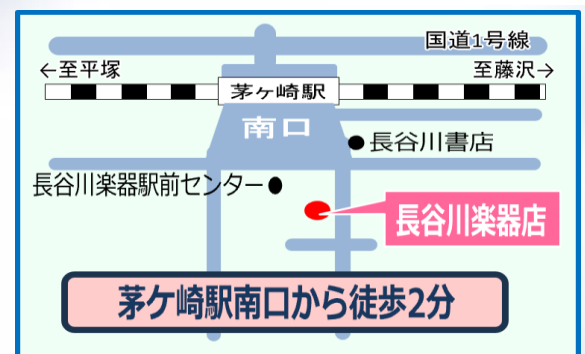 国道1号線
←至平塚
至藤沢→
茅ヶ崎駅
南口
長谷川書店
長谷川楽器駅前センター
長谷川楽器店
茅ケ崎駅南口から徒歩2分